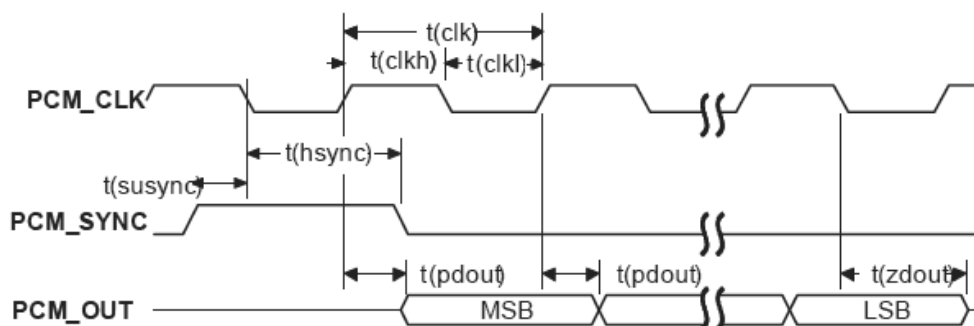 t(clk)
t(clkh) t(clkl)
PCM_CLK
t(hsync)
t(susync)
PCM_SYNC
t(pdout) t(pdout) t(zdout)
PCM_OUT MSB LSB